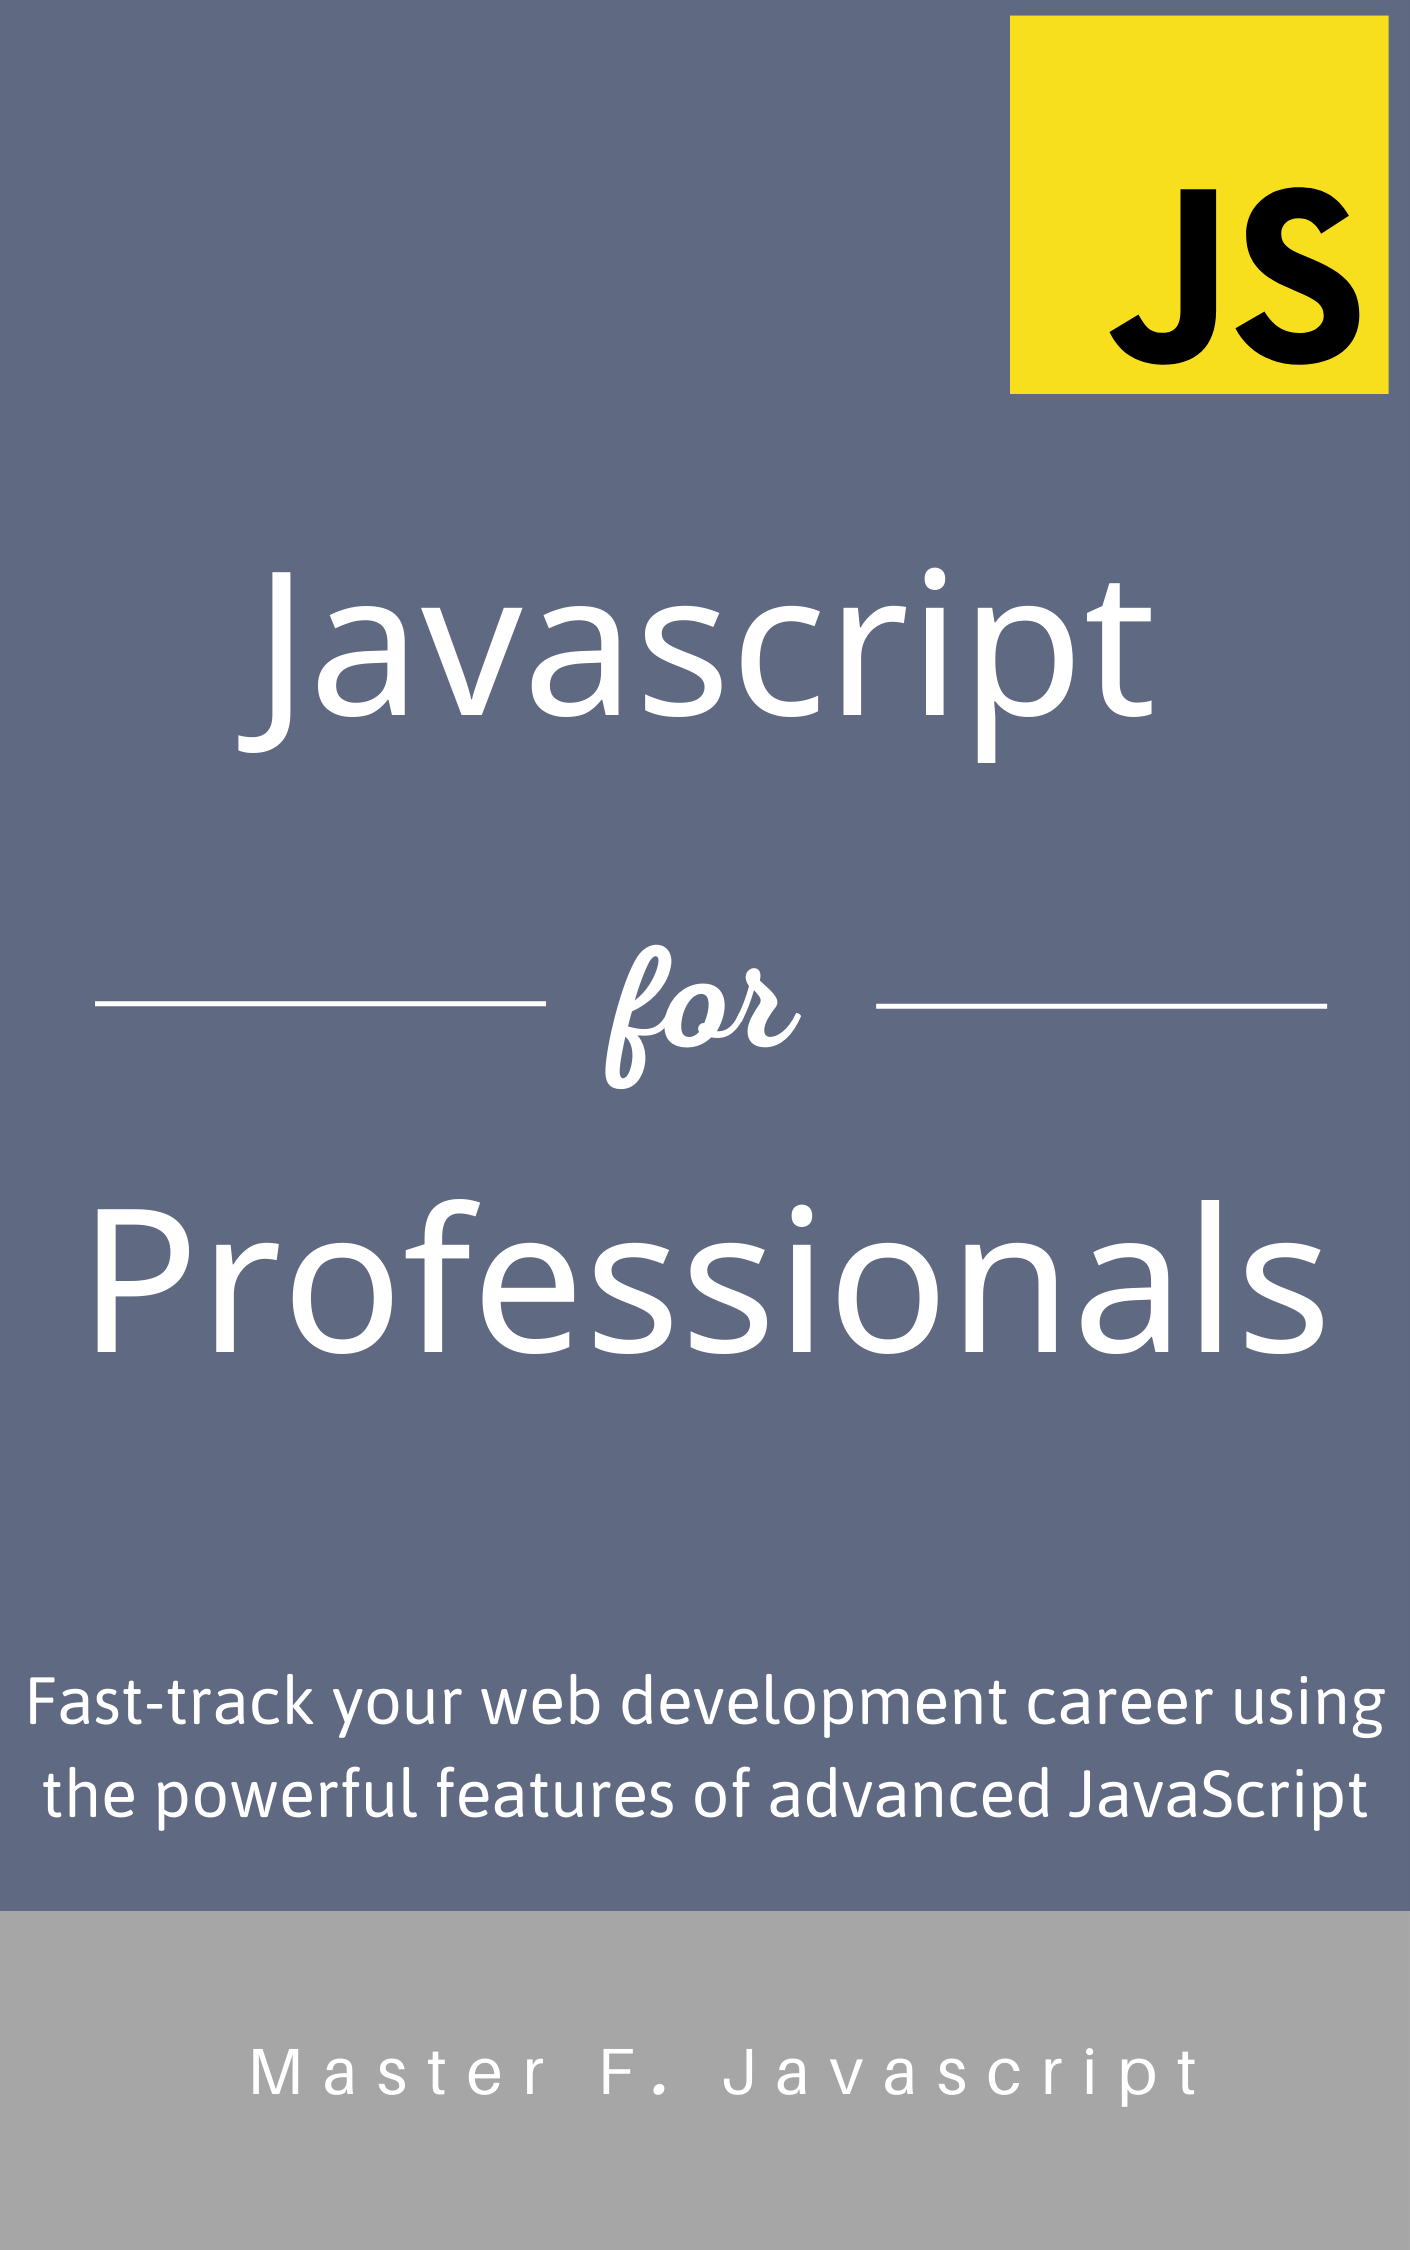 JS
Javascript
for
Professionals
Fast-track your web development career using
the powerful features of advanced JavaScript
Master F. Javascript